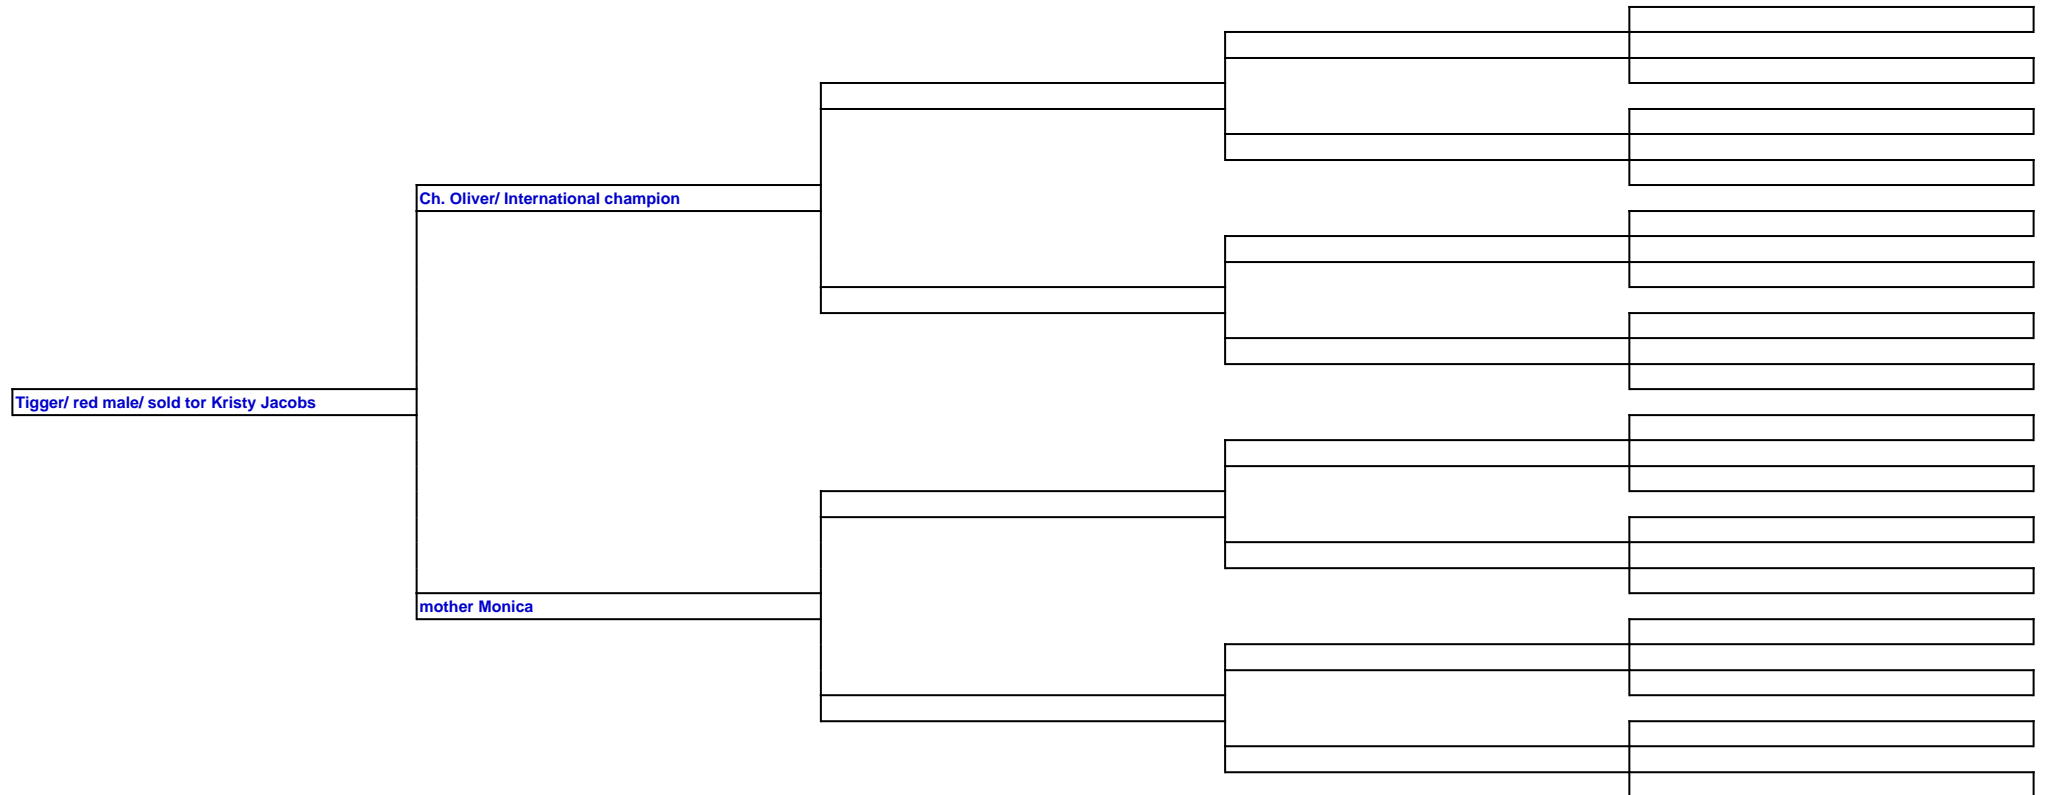 Ch. Oliver/ International champion
Tigger/ red male/ sold tor Kristy Jacobs
mother Monica